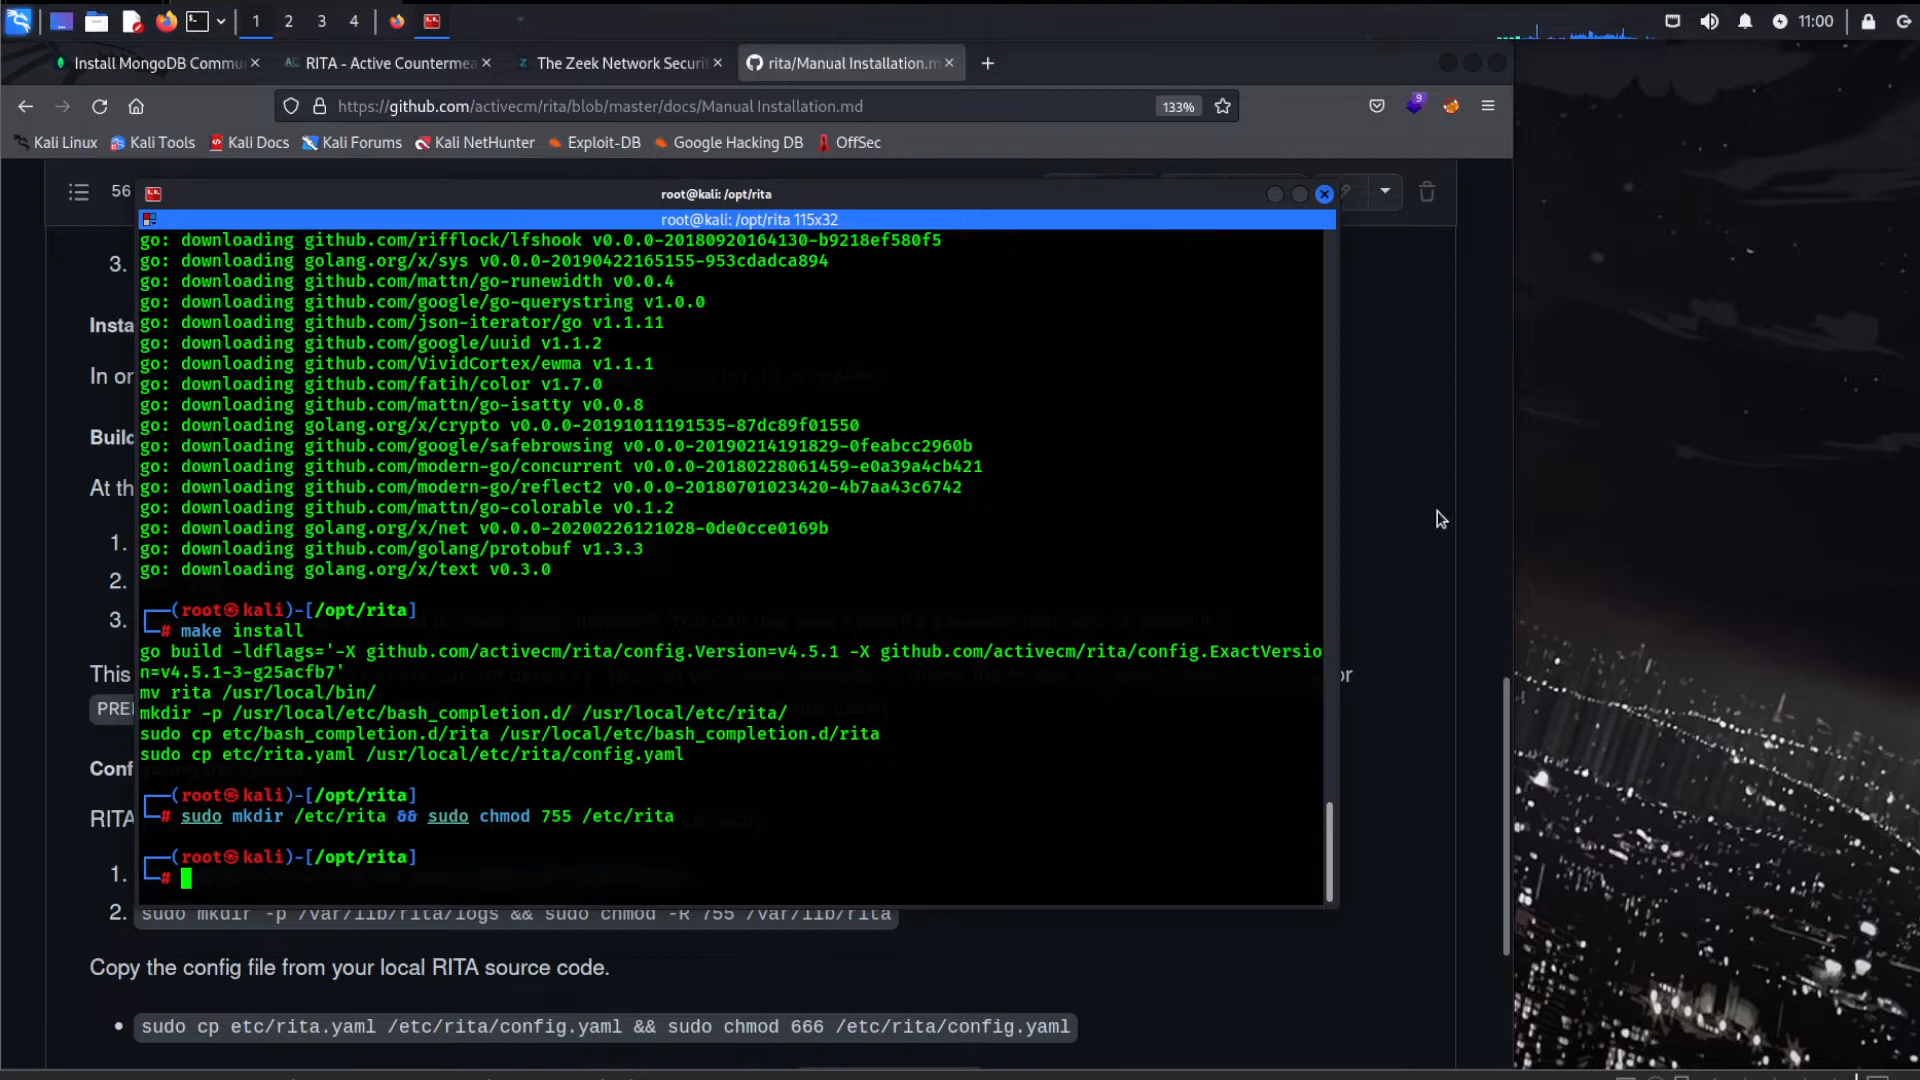 1 2 3 4 11:00
Install MongoDB Commu RITA - Active Countermea The Zeek Network Securi rita/Manual Installation.m
https://github.com/activecm/rita/blob/master/docs/Manual Installation.md 133% 9
Kali Linux Kali Tools Kali Docs Kali Forums Kali NetHunter Exploit-DB Google Hacking DB OffSec
56
root@kali: /opt/rita
root@kali: /opt/rita 115x32
go: downloading github.com/rifflock/lfshook v0.0.0-20180920164130-b9218ef580f5
go: downloading golang.org/x/sys v0.0.0-20190422165155-953cdadca894
go: downloading github.com/mattn/go-runewidth v0.0.4
go: downloading github.com/google/go-querystring v1.0.0
go: downloading github.com/json-iterator/go v1.1.11
go: downloading github.com/google/uuid v1.1.2
go: downloading github.com/VividCortex/ewma v1.1.1
go: downloading github.com/fatih/color v1.7.0
go: downloading github.com/mattn/go-isatty v0.0.8
go: downloading golang.org/x/crypto v0.0.0-20191011191535-87dc89f01550
go: downloading github.com/google/safebrowsing v0.0.0-20190214191829-0feabcc2960b
go: downloading github.com/modern-go/concurrent v0.0.0-20180228061459-e0a39a4cb421
go: downloading github.com/modern-go/reflect2 v0.0.0-20180701023420-4b7aa43c6742
go: downloading github.com/mattn/go-colorable v0.1.2
go: downloading golang.org/x/net v0.0.0-20200226121028-0de0cce0169b
go: downloading github.com/golang/protobuf v1.3.3
go: downloading golang.org/x/text v0.3.0
┌──(root㉿kali)-[/opt/rita]
└─# make install
go build -ldflags='-X github.com/activecm/rita/config.Version=v4.5.1 -X github.com/activecm/rita/config.ExactVersio
n=v4.5.1-3-g25acfb7'
mv rita /usr/local/bin/
mkdir -p /usr/local/etc/bash_completion.d/ /usr/local/etc/rita/
sudo cp etc/bash_completion.d/rita /usr/local/etc/bash_completion.d/rita
sudo cp etc/rita.yaml /usr/local/etc/rita/config.yaml
┌──(root㉿kali)-[/opt/rita]
└─# sudo mkdir /etc/rita && sudo chmod 755 /etc/rita
┌──(root㉿kali)-[/opt/rita]
└─#
3.
Insta
In or
Build
At th
1.
2.
3.
This or
PREI
Conf
RITA
1.
2. sudo mkdir -p /var/lib/rita/logs && sudo chmod -R 755 /var/lib/rita
Copy the config file from your local RITA source code.
• sudo cp etc/rita.yaml /etc/rita/config.yaml && sudo chmod 666 /etc/rita/config.yaml